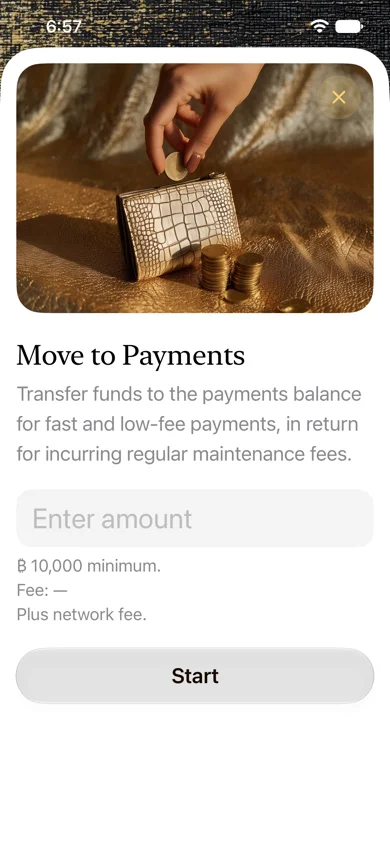 6:57
Move to Payments
Transfer funds to the payments balance
for fast and low-fee payments, in return
for incurring regular maintenance fees.
Enter amount
₿ 10,000 minimum.
Fee: —
Plus network fee.
Start